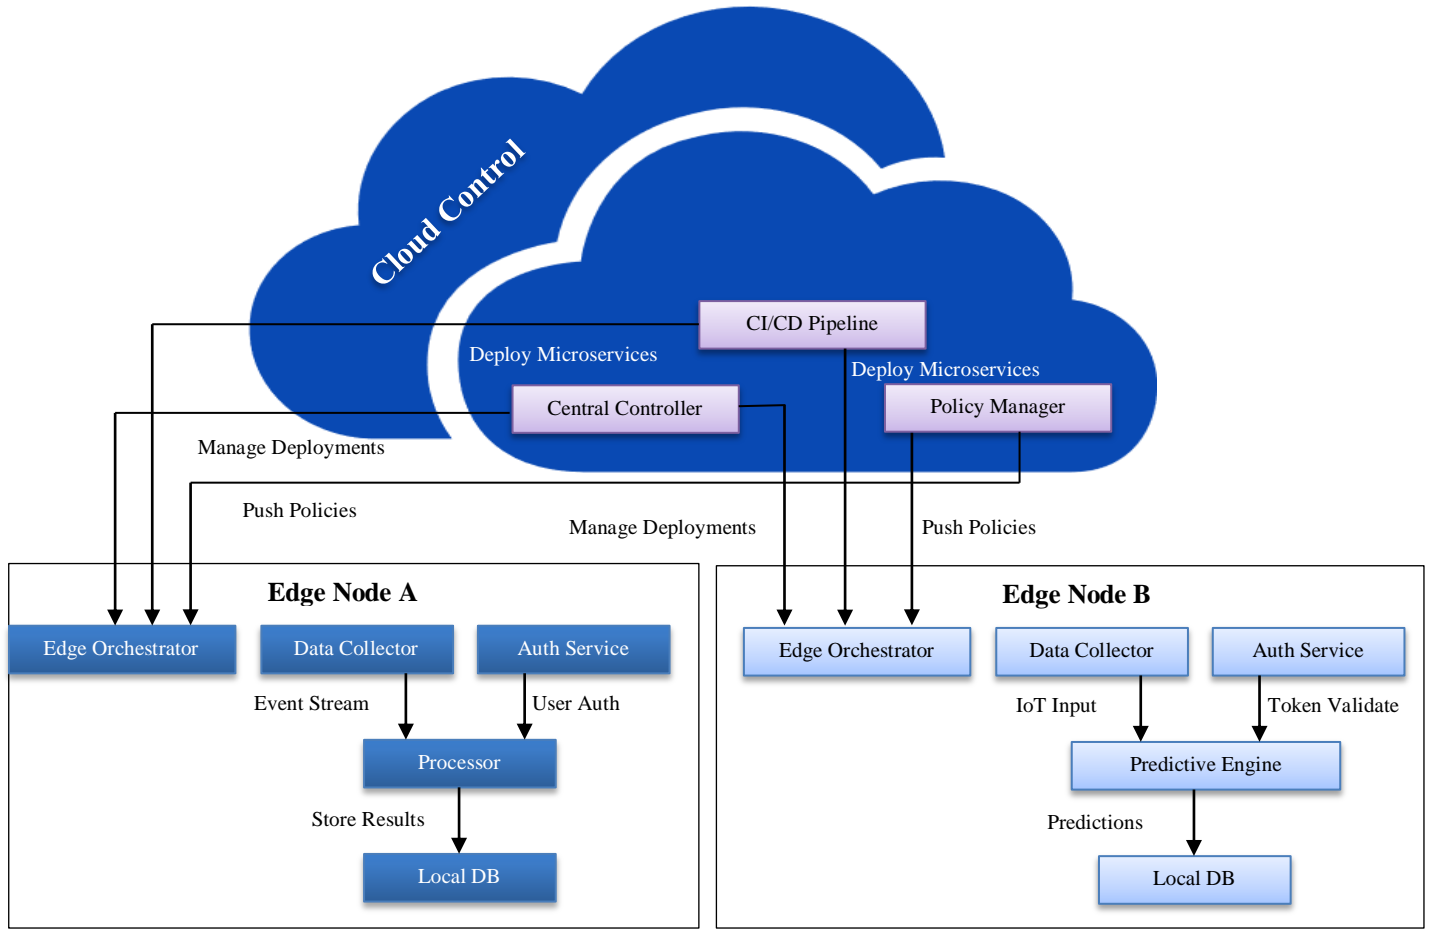 Cloud Control
CI/CD Pipeline
Deploy Microservices
Deploy Microservices
Central Controller
Policy Manager
Manage Deployments
Push Policies
Manage Deployments
Push Policies
Edge Node A
Edge Orchestrator
Data Collector
Auth Service
Event Stream
User Auth
Processor
Store Results
Local DB
Edge Node B
Edge Orchestrator
Data Collector
Auth Service
IoT Input
Token Validate
Predictive Engine
Predictions
Local DB